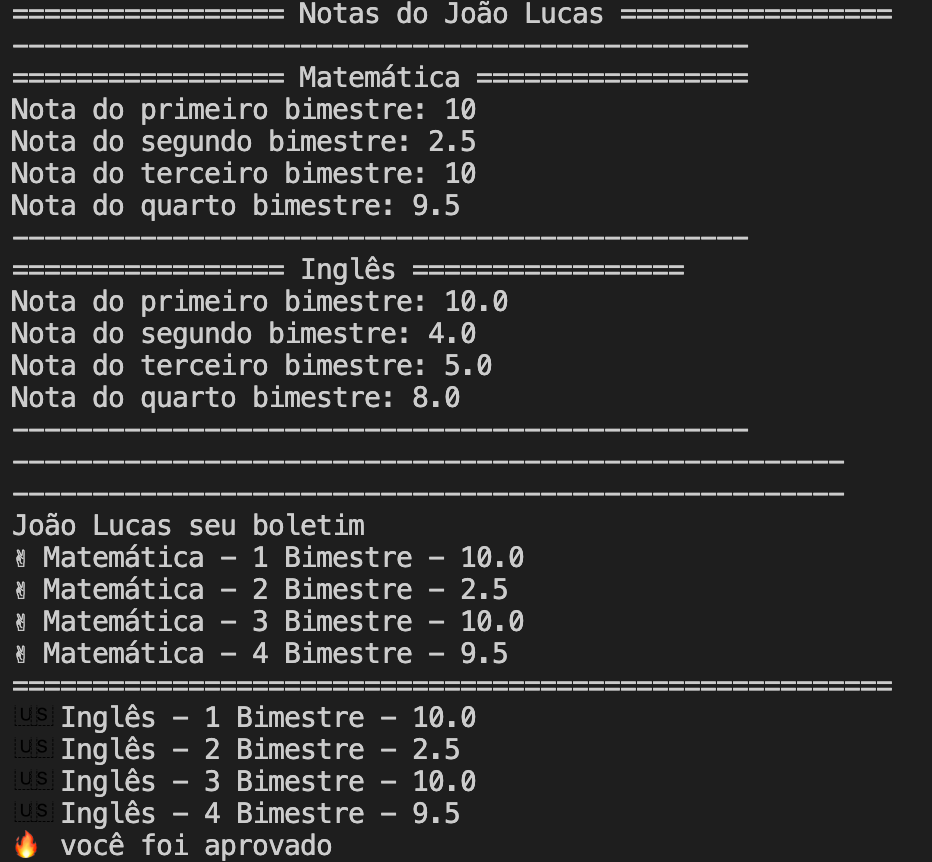 ================= Notas do João Lucas =================
----------------------------------------------
================= Matemática =================
Nota do primeiro bimestre: 10
Nota do segundo bimestre: 2.5
Nota do terceiro bimestre: 10
Nota do quarto bimestre: 9.5
----------------------------------------------
================= Inglês =================
Nota do primeiro bimestre: 10.0
Nota do segundo bimestre: 4.0
Nota do terceiro bimestre: 5.0
Nota do quarto bimestre: 8.0
----------------------------------------------
----------------------------------------------------
----------------------------------------------------
João Lucas seu boletim
✌ Matemática - 1 Bimestre - 10.0
✌ Matemática - 2 Bimestre - 2.5
✌ Matemática - 3 Bimestre - 10.0
✌ Matemática - 4 Bimestre - 9.5
=======================================================
🇺🇸 Inglês - 1 Bimestre - 10.0
🇺🇸 Inglês - 2 Bimestre - 2.5
🇺🇸 Inglês - 3 Bimestre - 10.0
🇺🇸 Inglês - 4 Bimestre - 9.5
🔥 você foi aprovado